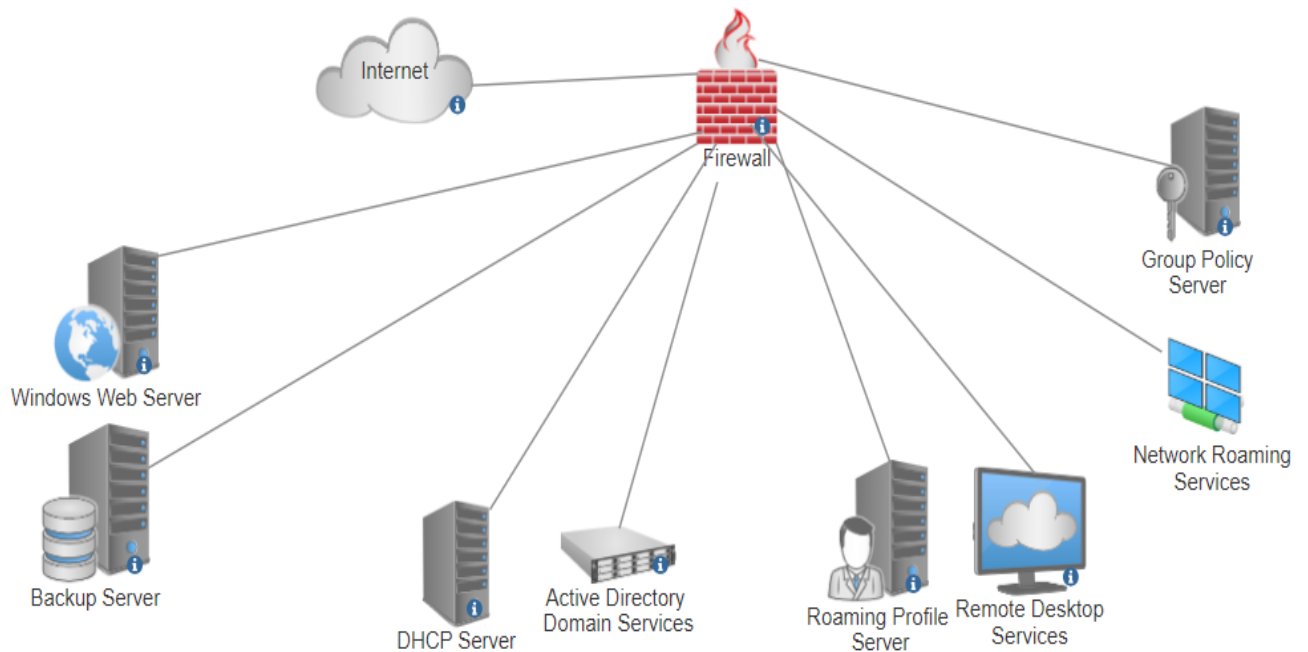 Internet
Firewall
Group Policy
Server
Windows Web Server
Network Roaming
Services
Backup Server
DHCP Server
Active Directory
Domain Services
Roaming Profile
Server
Remote Desktop
Services